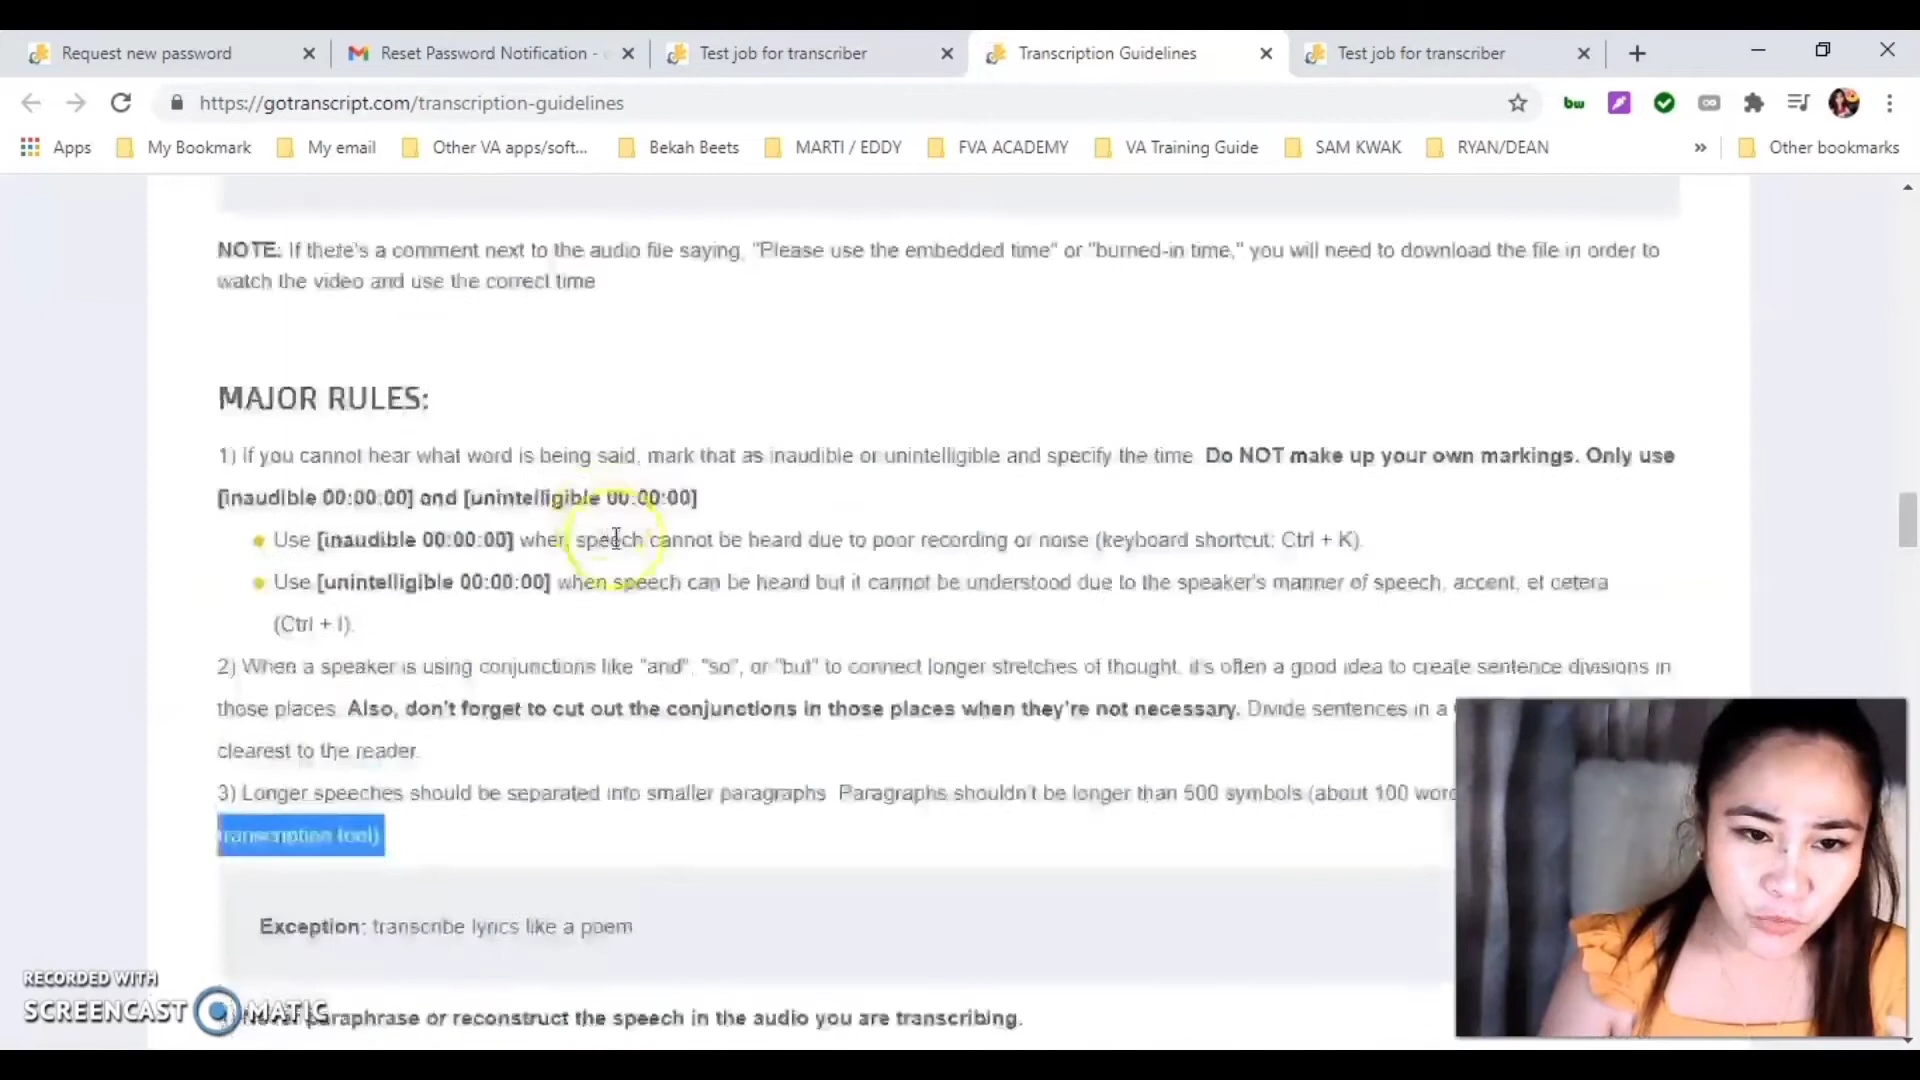 Request new password
Reset Password Notification -
Test job for transcriber
Transcription Guidelines
Test job for transcriber
https://gotranscript.com/transcription-guidelines
bw
Apps
My Bookmark
My email
Other VA apps/soft...
Bekah Beets
MARTI / EDDY
FVA ACADEMY
VA Training Guide
SAM KWAK
RYAN/DEAN
»
Other bookmarks
NOTE: If there's a comment next to the audio file saying, "Please use the embedded time" or "burned-in time," you will need to download the file in order to
watch the video and use the correct time
MAJOR RULES:
1) If you cannot hear what word is being said, mark that as inaudible or unintelligible and specify the time. Do NOT make up your own markings. Only use
[inaudible 00:00:00] and [unintelligible 00:00:00]
Use [inaudible 00:00:00] when speech cannot be heard due to poor recording or noise (keyboard shortcut: Ctrl + K).
Use [unintelligible 00:00:00] when speech can be heard but it cannot be understood due to the speaker's manner of speech, accent, et cetera
(Ctrl + I).
2) When a speaker is using conjunctions like "and", "so", or "but" to connect longer stretches of thought, it's often a good idea to create sentence divisions in
those places. Also, don't forget to cut out the conjunctions in those places when they're not necessary. Divide sentences in a
clearest to the reader.
3) Longer speeches should be separated into smaller paragraphs. Paragraphs shouldn't be longer than 500 symbols (about 100
transcription tool)
Exception: transcribe lyrics like a poem
paraphrase or reconstruct the speech in the audio you are transcribing.
RECORDED WITH
SCREENCAST MATIC